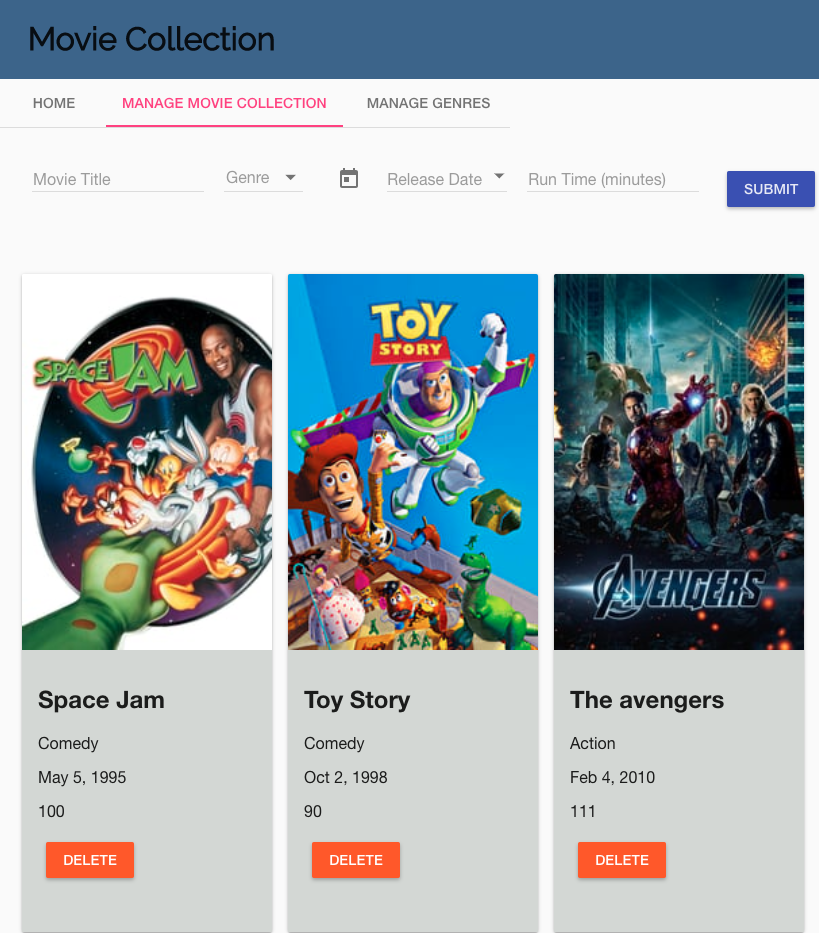 Movie Collection
HOME
MANAGE MOVIE COLLECTION
MANAGE GENRES
Movie Title
Genre
Release Date
Run Time (minutes)
SUBMIT
SPACE JAM
TOY
STORY
AVENGERS
Space Jam
Toy Story
The avengers
Comedy
Comedy
Action
May 5, 1995
Oct 2, 1998
Feb 4, 2010
100
90
111
DELETE
DELETE
DELETE